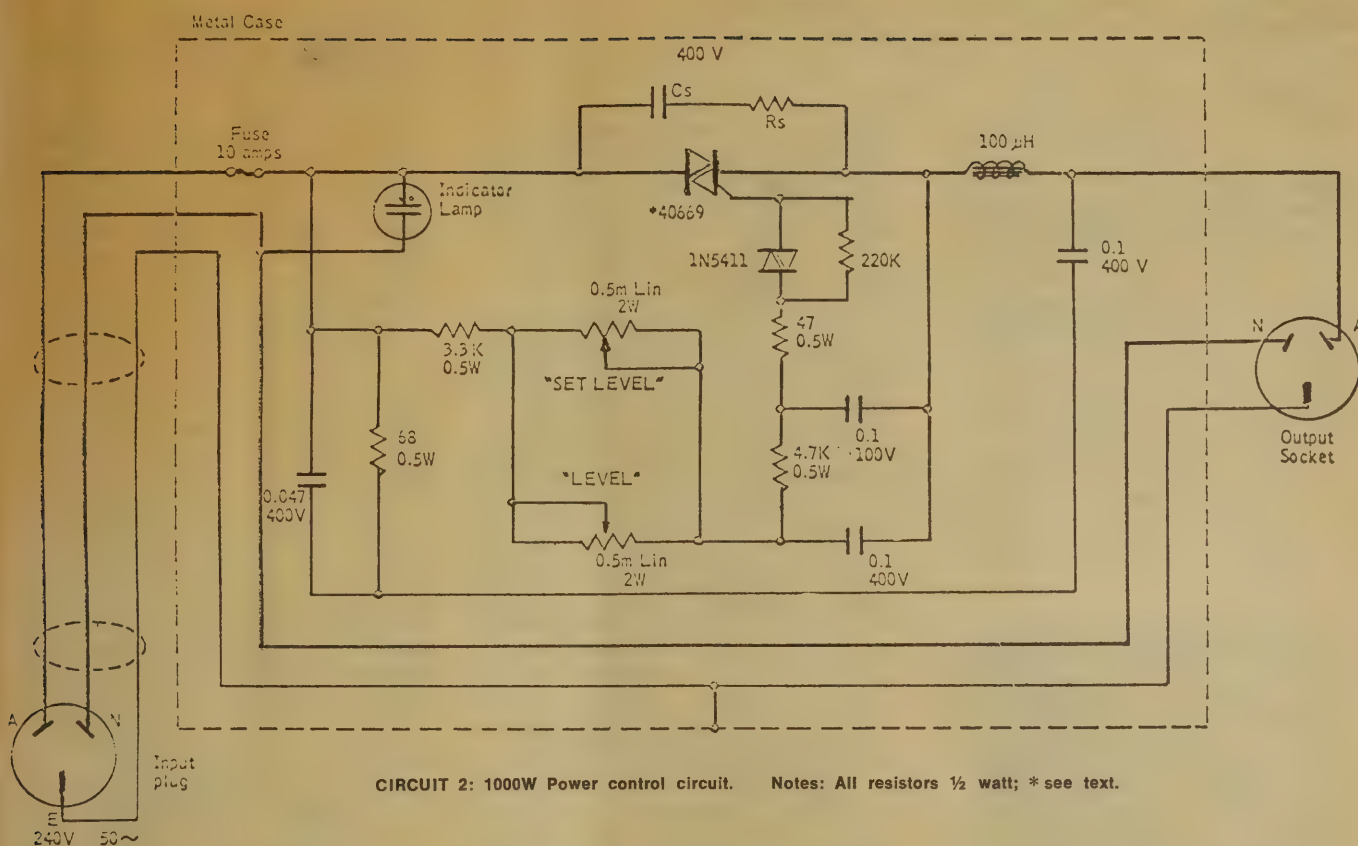 Metal Case
400 V
Cs
Rs
Fuse
10 amps
100 µH
Indicator
Lamp
*40669
1N5411
220K
0.1
400 V
0.5m Lin
2W
47
0.5W
3.3K
0.5W
"SET LEVEL"
N
A
68
0.5W
4.7K
0.5W
0.1
100V
Output
Socket
"LEVEL"
0.047
400V
0.5m Lin
2W
0.1
400V
A
N
Input
plug
E
240V 50~
CIRCUIT 2: 1000W Power control circuit. Notes: All resistors ½ watt; * see text.